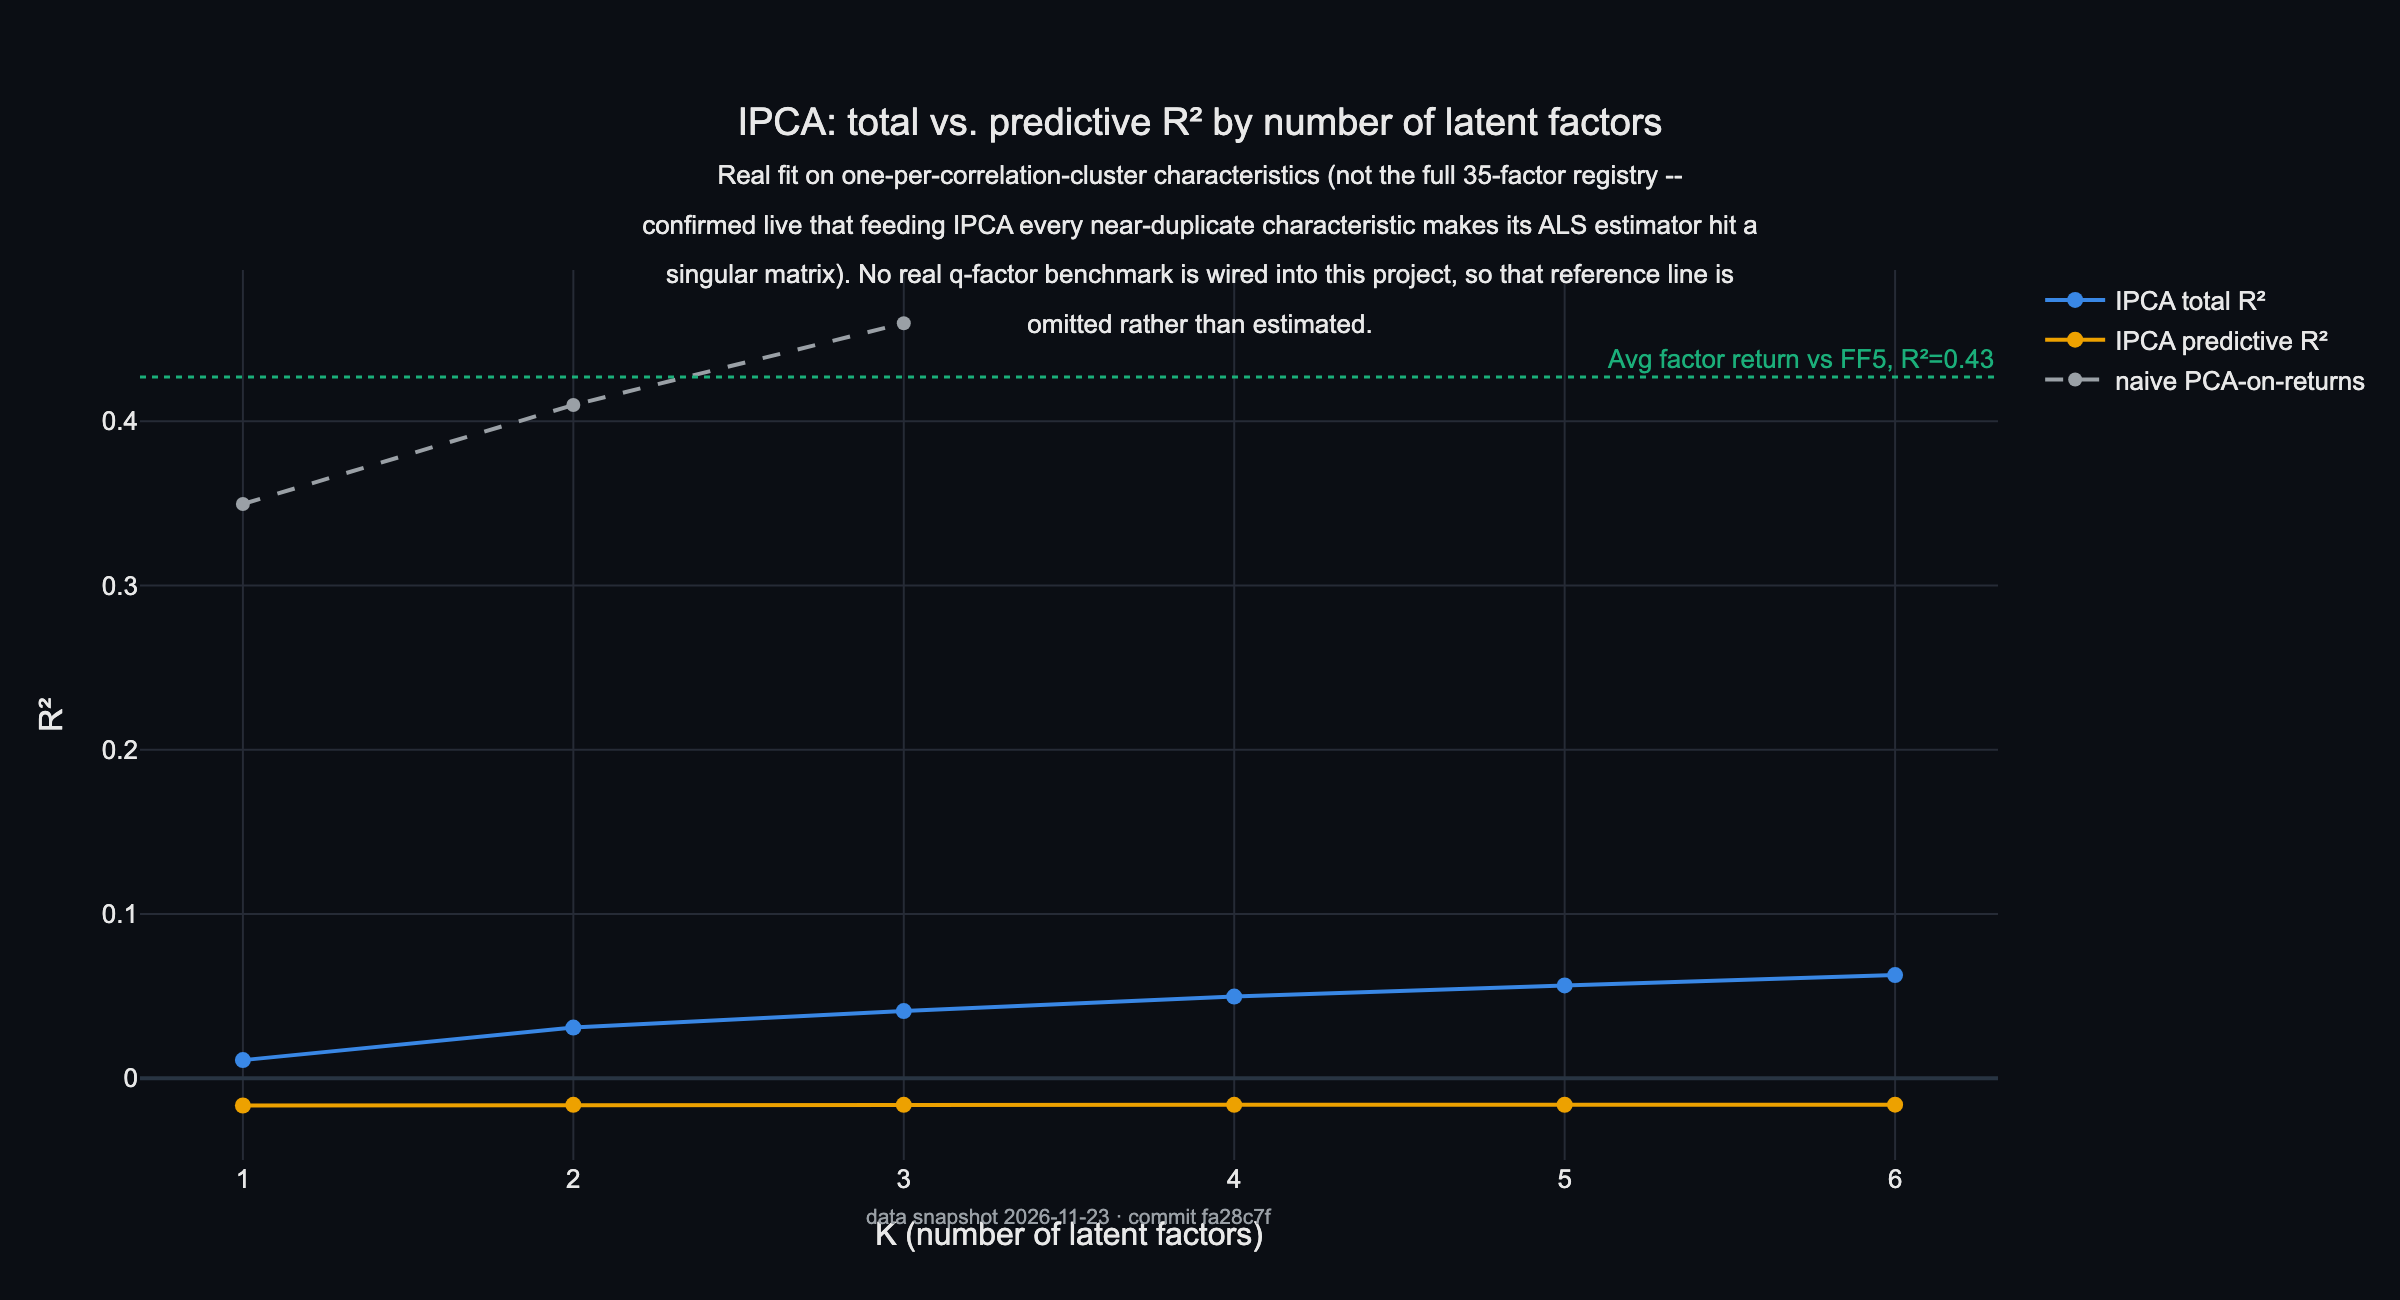 IPCA: total vs. predictive R² by number of latent factors
Real fit on one-per-correlation-cluster characteristics (not the full 35-factor registry --
confirmed live that feeding IPCA every near-duplicate characteristic makes its ALS estimator hit a
singular matrix). No real q-factor benchmark is wired into this project, so that reference line is
omitted rather than estimated.
IPCA total R²
IPCA predictive R²
naive PCA-on-returns
Avg factor return vs FF5, R²=0.43
0.4
0.3
0.2
0.1
0
R²
1
2
3
4
5
6
data snapshot 2026-11-23 · commit fa28c7f
K (number of latent factors)